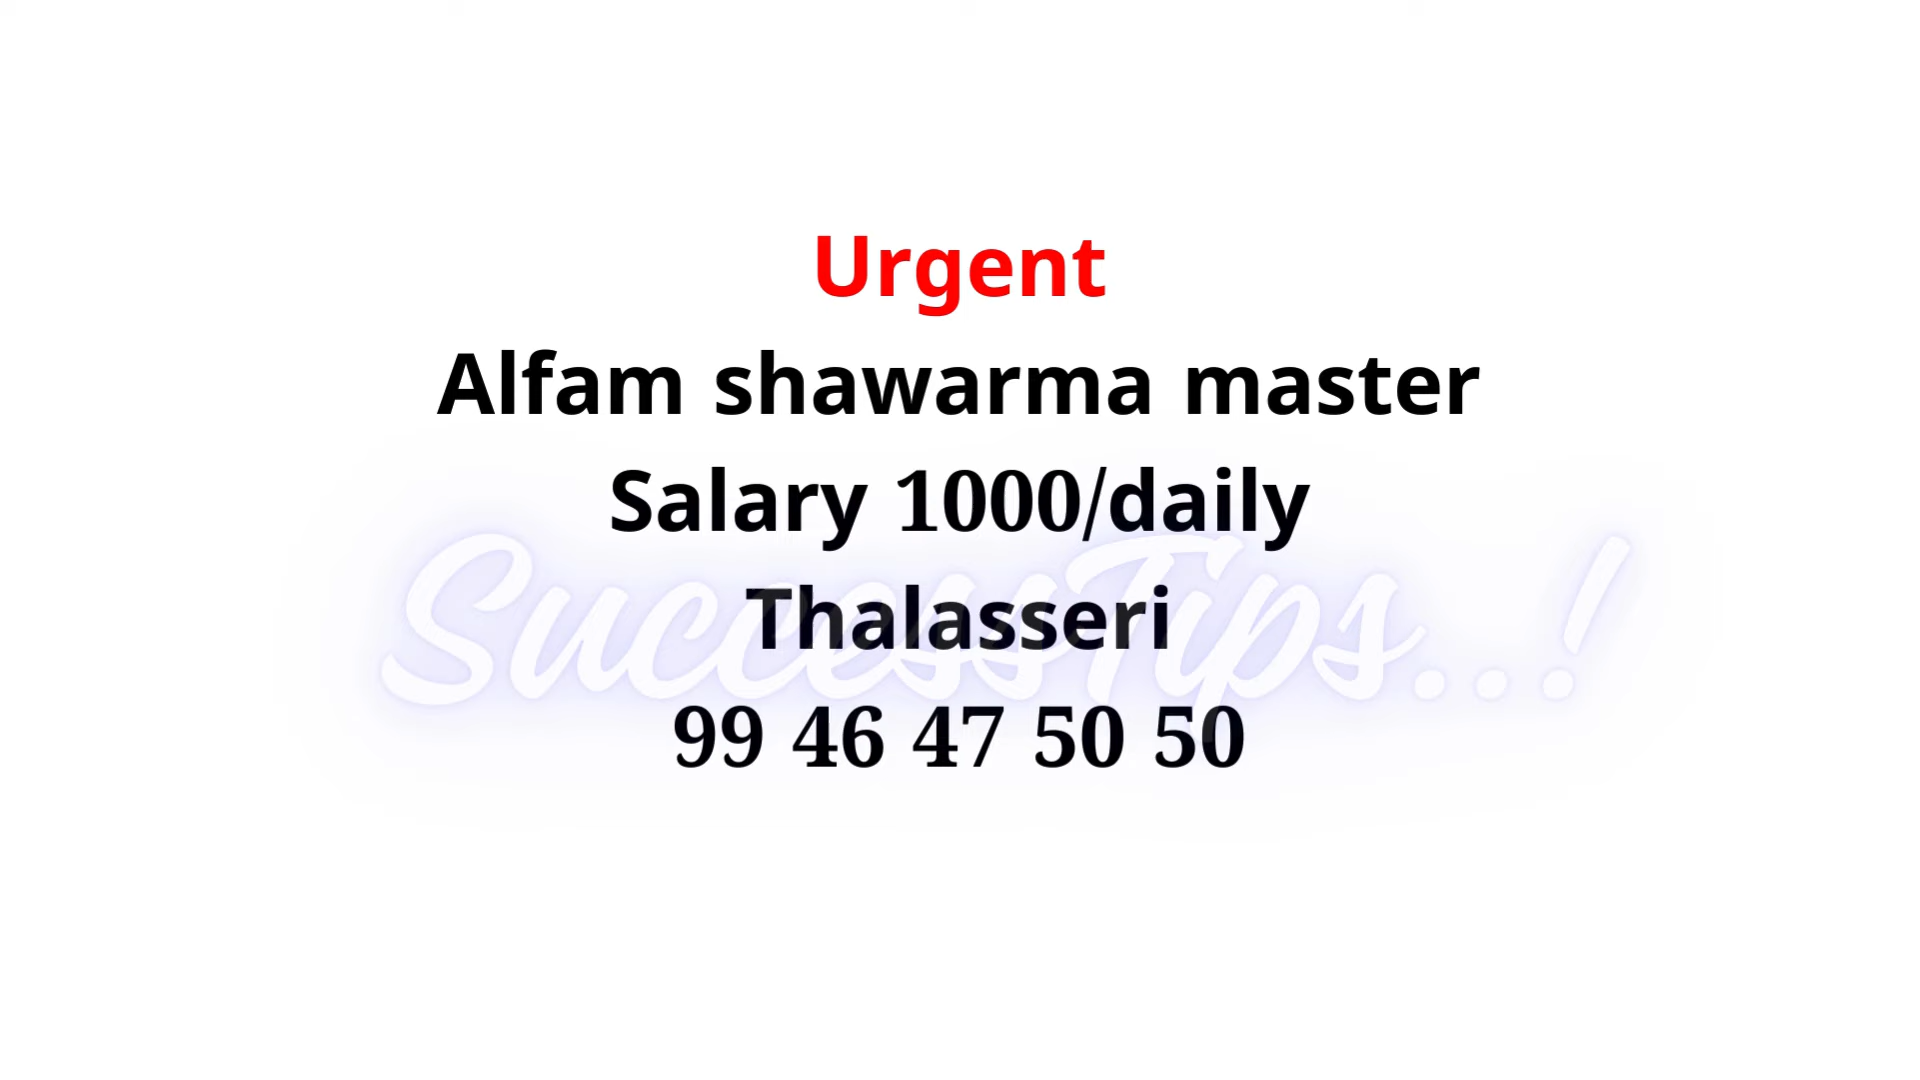 Urgent
Alfam shawarma master
Salary 1000/daily
Thalasseri
SuccessTips...!
99 46 47 50 50